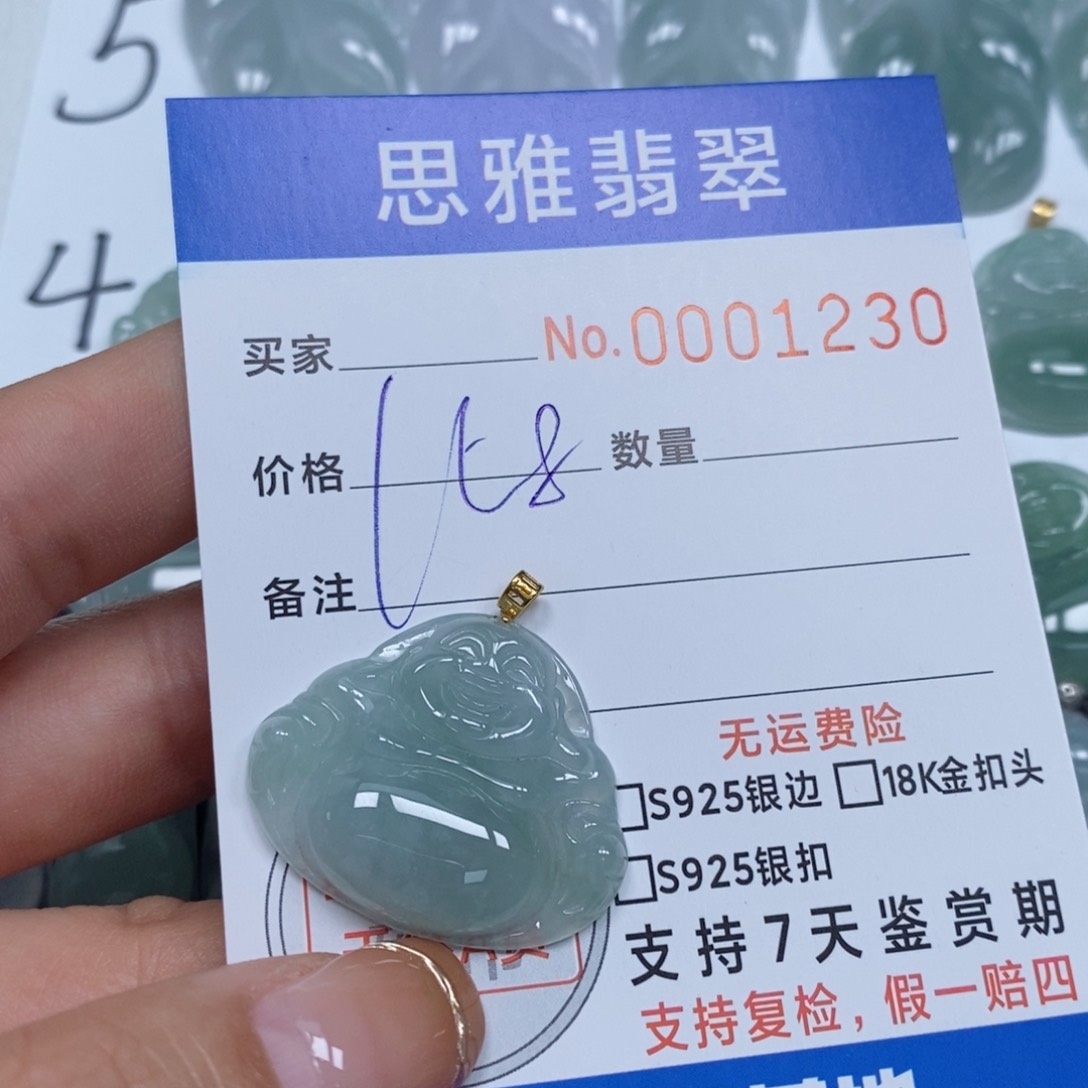 5
4
思雅翡翠
买家 No.0001230
价格 数量
备注
无运费险
S925银边 18K金扣头
S925银扣
支持7天鉴赏期
支持复检，假一赔四